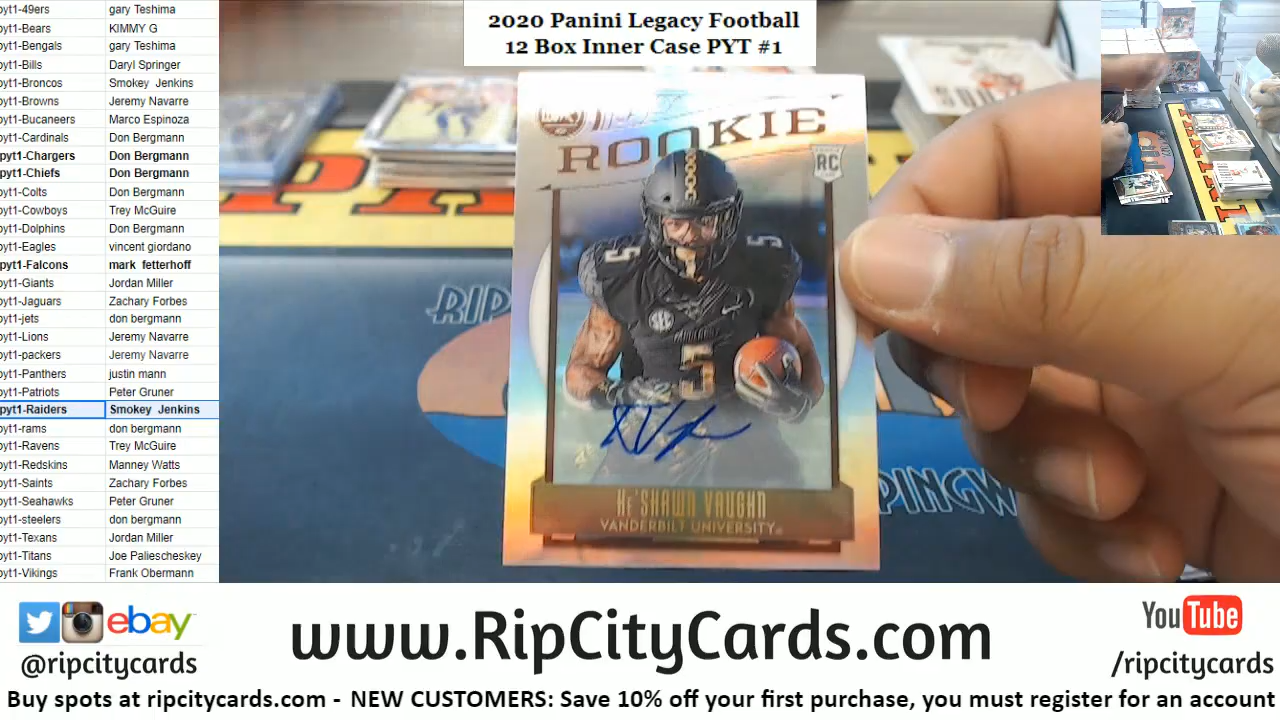 pyt1-49ers gary Teshima
pyt1-Bears KIMMY G
pyt1-Bengals gary Teshima
pyt1-Bills Daryl Springer
pyt1-Broncos Smokey Jenkins
pyt1-Browns Jeremy Navarre
pyt1-Bucaneers Marco Espinoza
pyt1-Cardinals Don Bergmann
pyt1-Chargers Don Bergmann
pyt1-Chiefs Don Bergmann
pyt1-Colts Don Bergmann
pyt1-Cowboys Trey McGuire
pyt1-Dolphins Don Bergmann
pyt1-Eagles vincent giordano
pyt1-Falcons mark fetterhoff
pyt1-Giants Jordan Miller
pyt1-Jaguars Zachary Forbes
pyt1-jets don bergmann
pyt1-Lions Jeremy Navarre
pyt1-packers Jeremy Navarre
pyt1-Panthers justin mann
pyt1-Patriots Peter Gruner
pyt1-Raiders Smokey Jenkins
pyt1-rams don bergmann
pyt1-Ravens Trey McGuire
pyt1-Redskins Manney Watts
pyt1-Saints Zachary Forbes
pyt1-Seahawks Peter Gruner
pyt1-steelers don bergmann
pyt1-Texans Jordan Miller
pyt1-Titans Joe Paliescheskey
pyt1-Vikings Frank Obermann
2020 Panini Legacy Football
12 Box Inner Case PYT #1
ROOKIE
RC
5 5
SEC
5
KE'SHAWN VAUGHN
VANDERBILT UNIVERSITY
RIP
PINGW
ebay
@ripcitycards
www.RipCityCards.com
YouTube
/ripcitycards
Buy spots at ripcitycards.com - NEW CUSTOMERS: Save 10% off your first purchase, you must register for an account